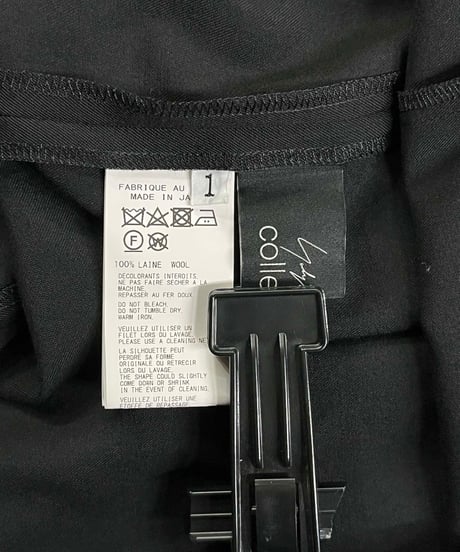 FABRIQUE AU
1
MADE IN JA
F
W
100% LAINE WOOL
DECOLORANTS INTERDITS.
NE PAS FAIRE SECHER A LA
MACHINE.
REPASSER AU FER DOUX.
DO NOT BLEACH.
DO NOT TUMBLE DRY.
WARM IRON.
VEUILLEZ UTILISER UN
FILET LORS DU LAVAGE.
PLEASE USE A CLEANING NE
LA SILHOUETTE PEUT
PERDRE SA FORME
ORIGINALE OU RETRECIR
LORS DU LAVAGE.
THE SHAPE COULD SLIGHTLY
COME DOWN OR SHRINK
IN THE EVENT OF CLEANING.
VEUILLEZ UTILISER UNE
colle